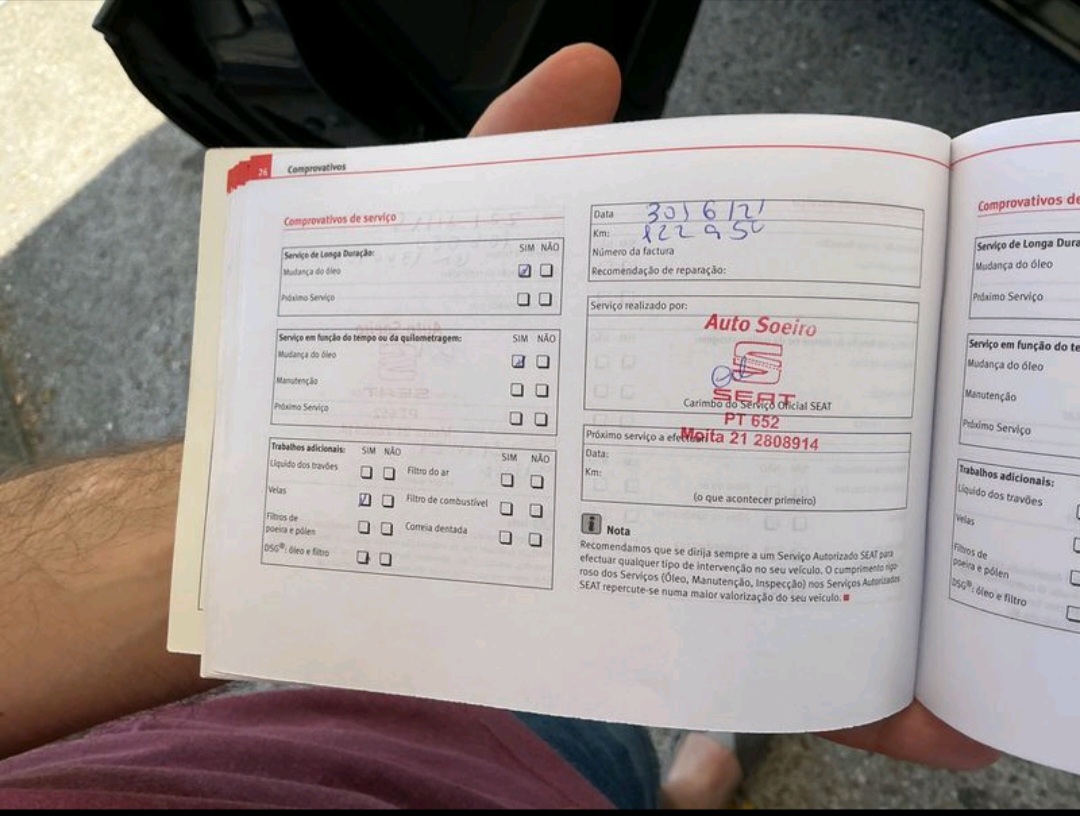 26 Comprovativos
Comprovativos de serviço
Serviço de Longa Duração: SIM NÃO
Mudança do óleo
Próximo Serviço
Serviço em função do tempo ou da quilometragem: SIM NÃO
Mudança do óleo
Manutenção
Próximo Serviço
Trabalhos adicionais: SIM NÃO SIM NÃO
Líquido dos travões Filtro do ar
Velas Filtro de combustível
Filtros de
poeira e pólen Correia dentada
DSG®: óleo e filtro
Data 30/6/21
Km: 122950
Número da factura
Recomendação de reparação:
Serviço realizado por:
Auto Soeiro
SEAT
Carimbo do Serviço Oficial SEAT
PT 652
Moita 21 2808914
Próximo serviço a
Data:
Km:
(o que acontecer primeiro)
i Nota
Recomendamos que se dirija sempre a um Serviço Autorizado SEAT para
efectuar qualquer tipo de intervenção no seu veículo. O cumprimento rigo-
roso dos Serviços (Óleo, Manutenção, Inspecção) nos Serviços Autorizados
SEAT repercute-se numa maior valorização do seu veículo.
Comprovativos de
Serviço de Longa Dura
Mudança do óleo
Próximo Serviço
Serviço em função do te
Mudança do óleo
Manutenção
Próximo Serviço
Trabalhos adicionais:
Líquido dos travões
Velas
Filtros de
poeira e pólen
DSG®: óleo e filtro